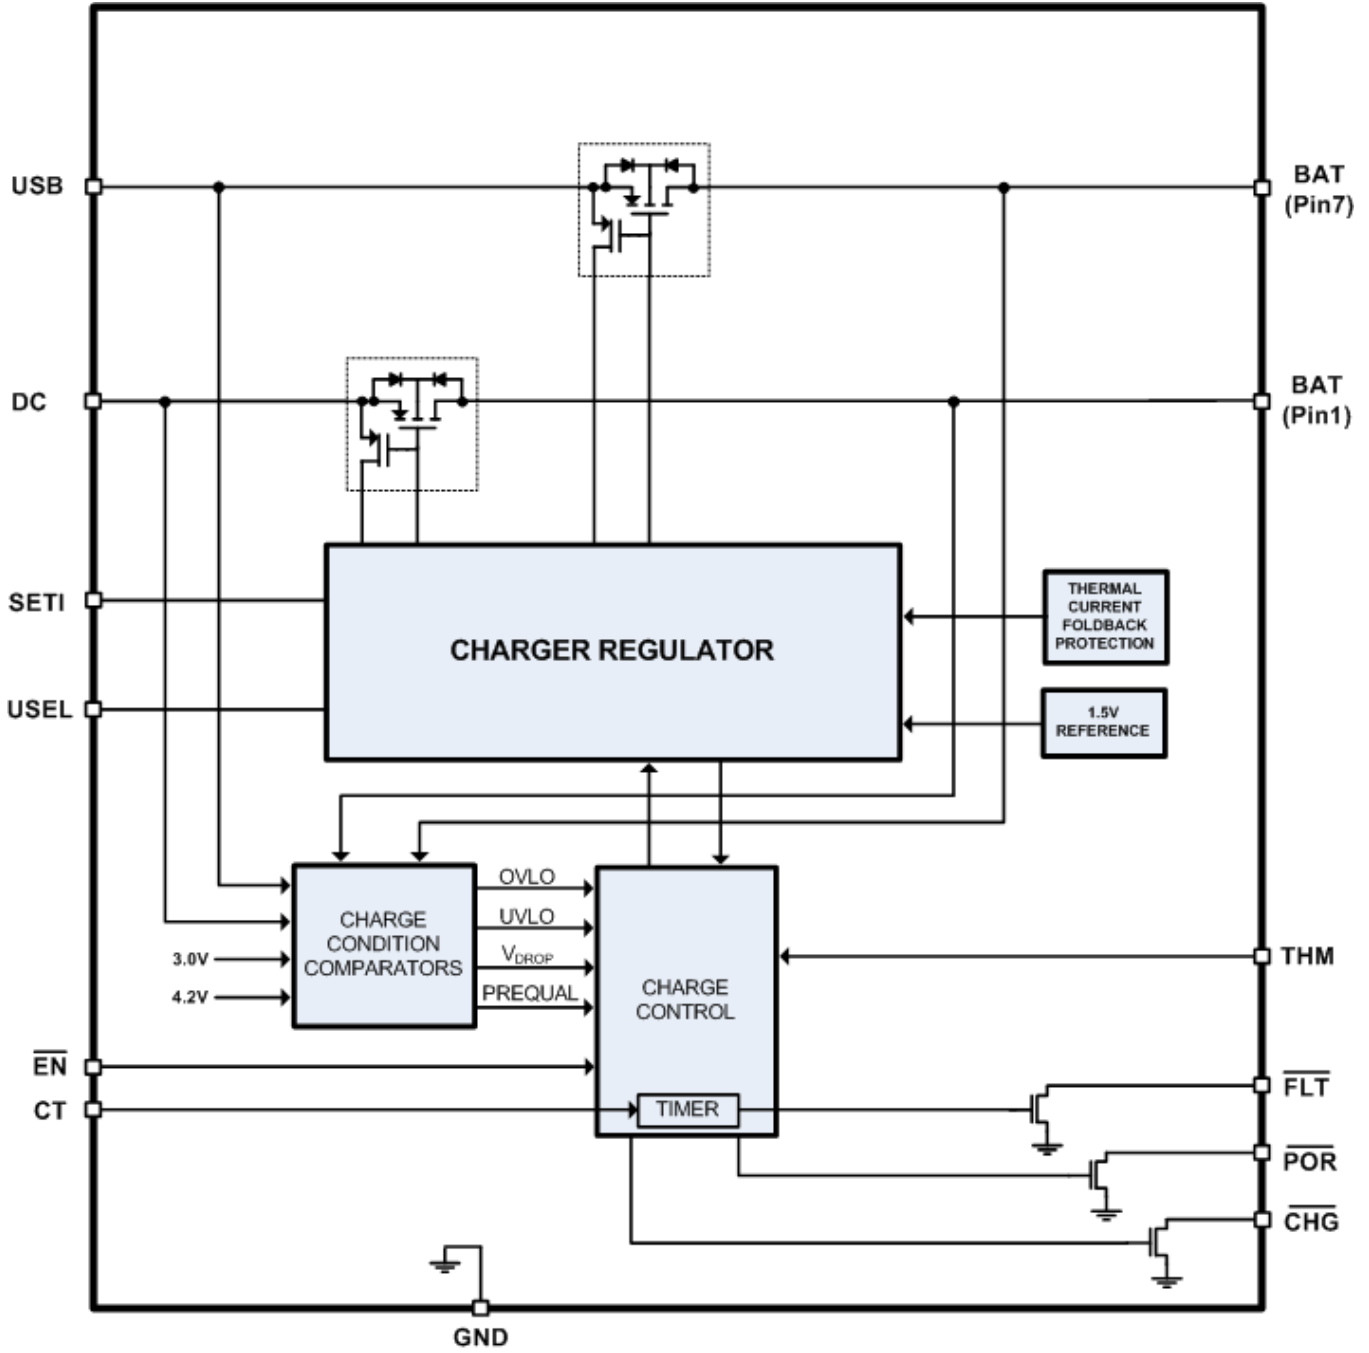 USB
BAT
(Pin7)
DC
BAT
(Pin1)
SETI
CHARGER REGULATOR
THERMAL
CURRENT
FOLDBACK
PROTECTION
USEL
1.5V
REFERENCE
CHARGE
CONDITION
COMPARATORS
3.0V
4.2V
OVLO
UVLO
VDROP
PREQUAL
CHARGE
CONTROL
THM
EN
CT
TIMER
FLT
POR
CHG
GND